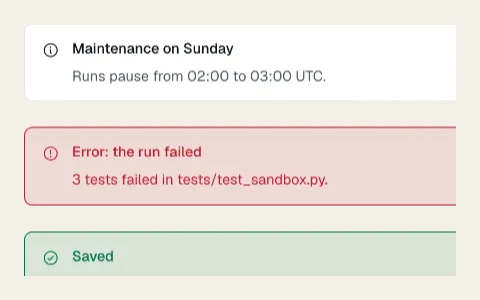 Maintenance on Sunday
Runs pause from 02:00 to 03:00 UTC.
Error: the run failed
3 tests failed in tests/test_sandbox.py.
Saved